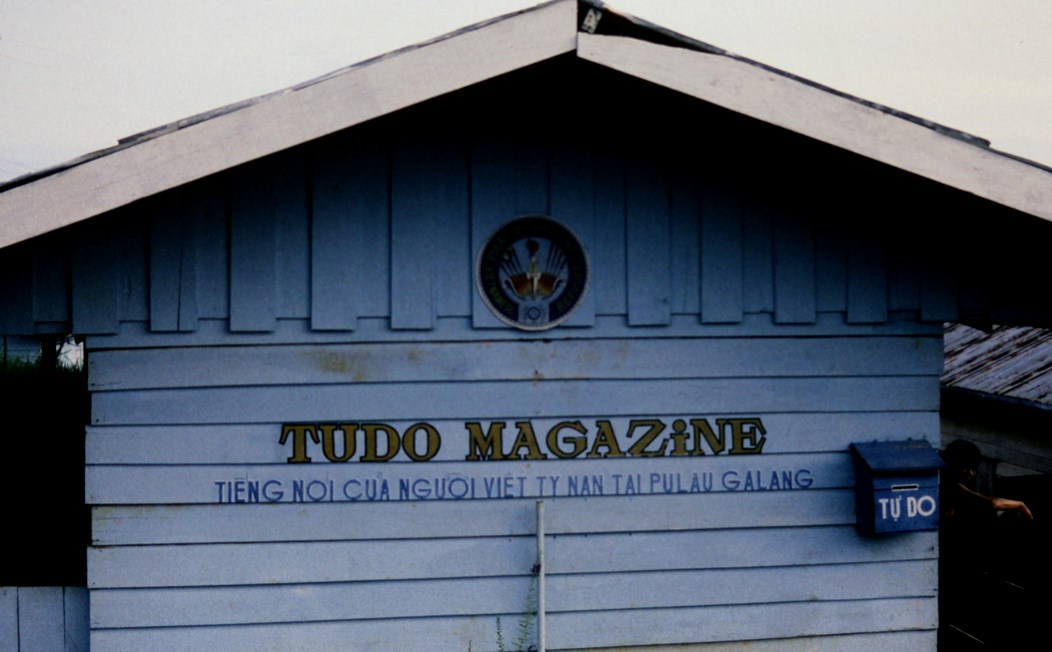 TUDO MAGAZiNE
TIẾNG NÓI CỦA NGƯỜI VIỆT TỴ NẠN TẠI PULAU GALANG
TỰ DO